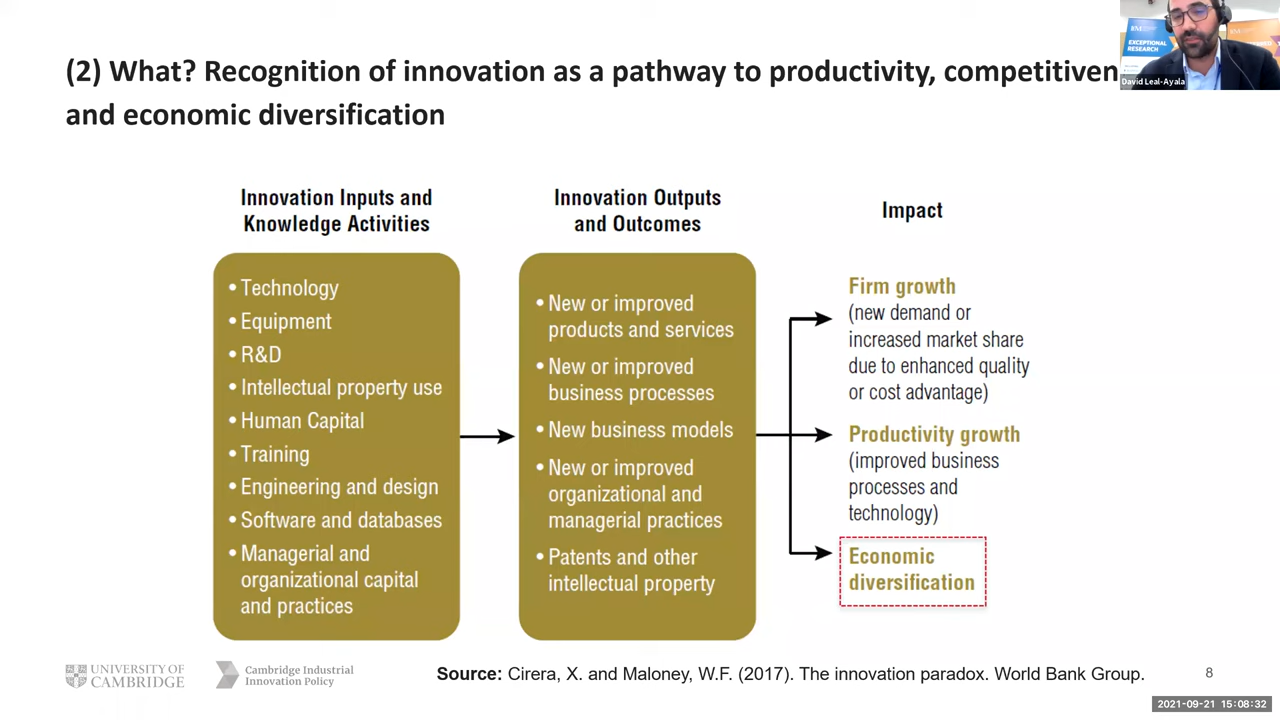 (2) What? Recognition of innovation as a pathway to productivity, competitiven
and economic diversification
EXCEPTIONAL
RESEARCH
David Leal-Ayala
Innovation Inputs and
Knowledge Activities
• Technology
• Equipment
• R&D
• Intellectual property use
• Human Capital
• Training
• Engineering and design
• Software and databases
• Managerial and
organizational capital
and practices
Innovation Outputs
and Outcomes
• New or improved
products and services
• New or improved
business processes
• New business models
• New or improved
organizational and
managerial practices
• Patents and other
intellectual property
Impact
Firm growth
(new demand or
increased market share
due to enhanced quality
or cost advantage)
Productivity growth
(improved business
processes and
technology)
Economic
diversification
UNIVERSITY OF
CAMBRIDGE
Cambridge Industrial
Innovation Policy
Source: Cirera, X. and Maloney, W.F. (2017). The innovation paradox. World Bank Group.
8
2021-09-21 15:08:32